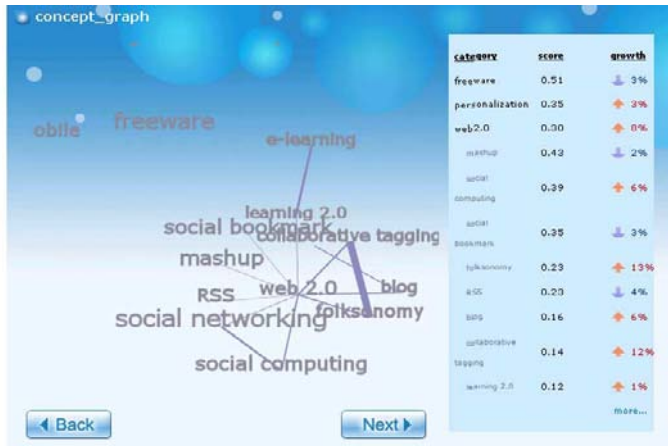 concept_graph
obile
freeware
e-learning
learning 2.0
social bookmark
collaborative tagging
mashup
web 2.0
blog
RSS
folksonomy
social networking
social computing
Back
Next
category score growth
freeware 0.51 3%
personalization 0.35 3%
web2.0 0.30 8%
mashup 0.43 2%
social
computing 0.39 6%
social
bookmark 0.35 3%
folksonomy 0.23 13%
RSS 0.23 4%
blog 0.16 6%
collaborative
tagging 0.14 12%
learning 2.0 0.12 1%
more...